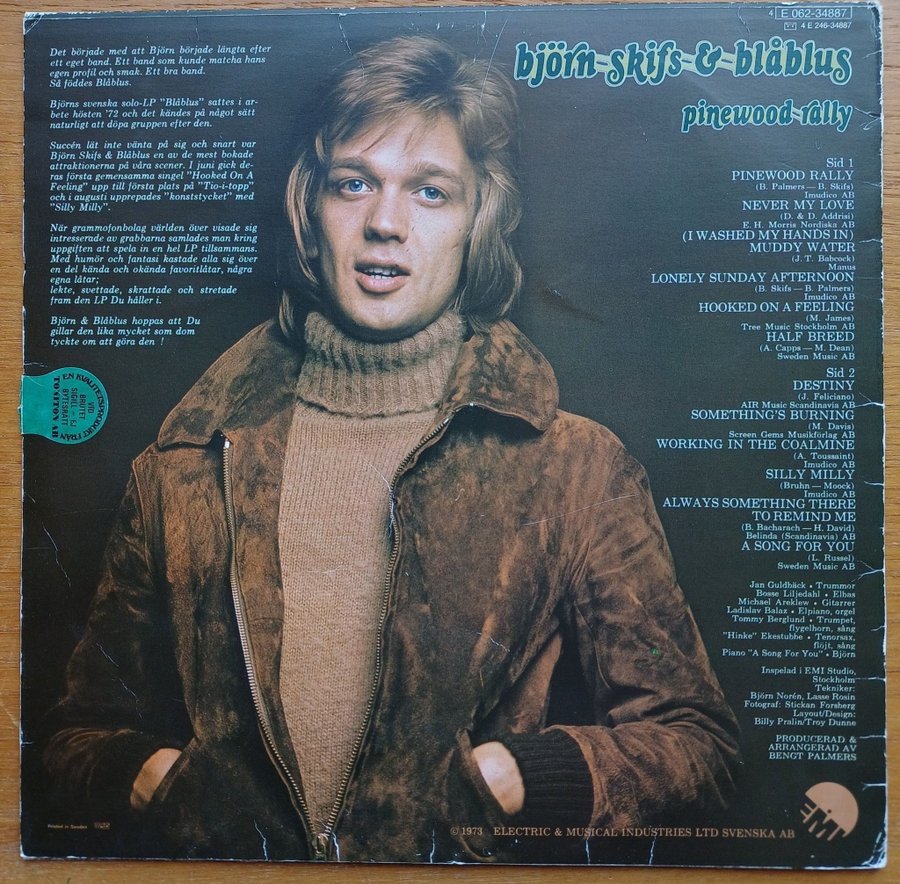 4 E 062-34887
4 E 246-34887
björn-skifs-&-blåblus
pinewood-rally
Det började med att Björn började längta efter
ett eget band. Ett band som kunde matcha hans
egen profil och smak. Ett bra band.
Så föddes Blåblus.
Björns svenska solo-LP "Blåblus" sattes i ar-
bete hösten '72 och det kändes på något sätt
naturligt att döpa gruppen efter den.
Succén lät inte vänta på sig och snart var
Björn Skifs & Blåblus en av de mest bokade
attraktionerna på våra scener. I juni gick de-
ras första gemensamma singel "Hooked On A
Feeling" upp till första plats på "Tio-i-topp"
och i augusti upprepades "konststycket" med
"Silly Milly".
När grammofonbolag världen över visade sig
intresserade av grabbarna samlades man kring
uppgiften att spela in en hel LP tillsammans.
Med humör och fantasi kastade alla sig över
en del kända och okända favoritlåtar, några
egna låtar;
lekte, svettade, skrattade och stretade
fram den LP Du håller i.
Björn & Blåblus hoppas att Du
gillar den lika mycket som dom
tyckte om att göra den !
EN KVALITETSPRODUKT FRÅN
TONITON AB
VID
BRUTET
SIGILL - EJ
BYTESRÄTT
Sid 1
PINEWOOD RALLY
(B. Palmers — B. Skifs)
Imudico AB
NEVER MY LOVE
(D. & D. Addrisi)
E. H. Morris Nordiska AB
(I WASHED MY HANDS IN)
MUDDY WATER
(J. T. Babcock)
Manus
LONELY SUNDAY AFTERNOON
(B. Skifs — B. Palmers)
Imudico AB
HOOKED ON A FEELING
(M. James)
Tree Music Stockholm AB
HALF BREED
(A. Capps — M. Dean)
Sweden Music AB
Sid 2
DESTINY
(J. Feliciano)
AIR Music Scandinavia AB
SOMETHING'S BURNING
(M. Davis)
Screen Gems Musikförlag AB
WORKING IN THE COALMINE
(A. Toussaint)
Imudico AB
SILLY MILLY
(Bruhn — Moock)
Imudico AB
ALWAYS SOMETHING THERE
TO REMIND ME
(B. Bacharach — H. David)
Belinda (Scandinavia) AB
A SONG FOR YOU
(L. Russel)
Sweden Music AB
Jan Guldbäck • Trummor
Bosse Liljedahl • Elbas
Michael Areklew • Gitarrer
Ladislav Balaz • Elpiano, orgel
Tommy Berglund • Trumpet,
flygelhorn, sång
"Hinke" Ekestubbe • Tenorsax,
flöjt, sång
Piano "A Song For You" • Björn
Inspelad i EMI Studio,
Stockholm
Tekniker:
Björn Norén, Lasse Rosin
Fotograf: Stickan Forsberg
Layout/Design:
Billy Pralin/Troy Dunne
PRODUCERAD &
ARRANGERAD AV
BENGT PALMERS
EMI
Printed in Sweden
© 1973 ELECTRIC & MUSICAL INDUSTRIES LTD SVENSKA AB